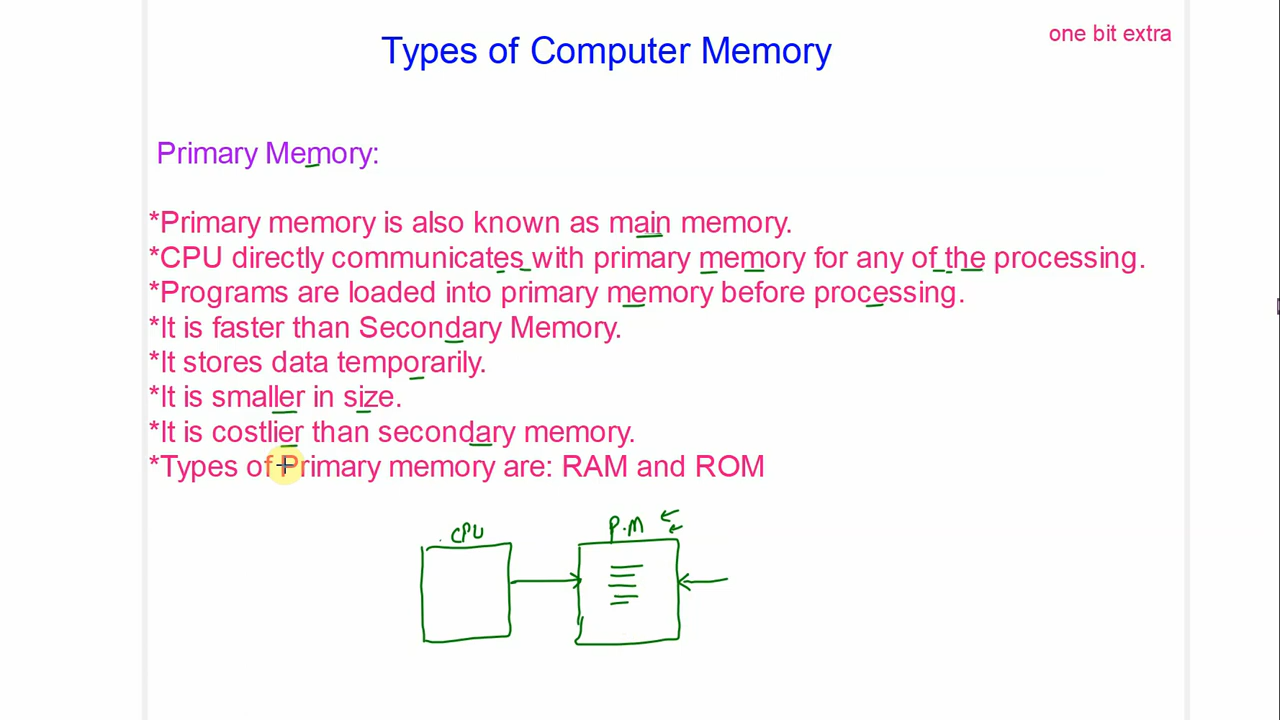 one bit extra
Types of Computer Memory
Primary Memory:
*Primary memory is also known as main memory.
*CPU directly communicates with primary memory for any of the processing.
*Programs are loaded into primary memory before processing.
*It is faster than Secondary Memory.
*It stores data temporarily.
*It is smaller in size.
*It is costlier than secondary memory.
*Types of Primary memory are: RAM and ROM
CPU
P.M